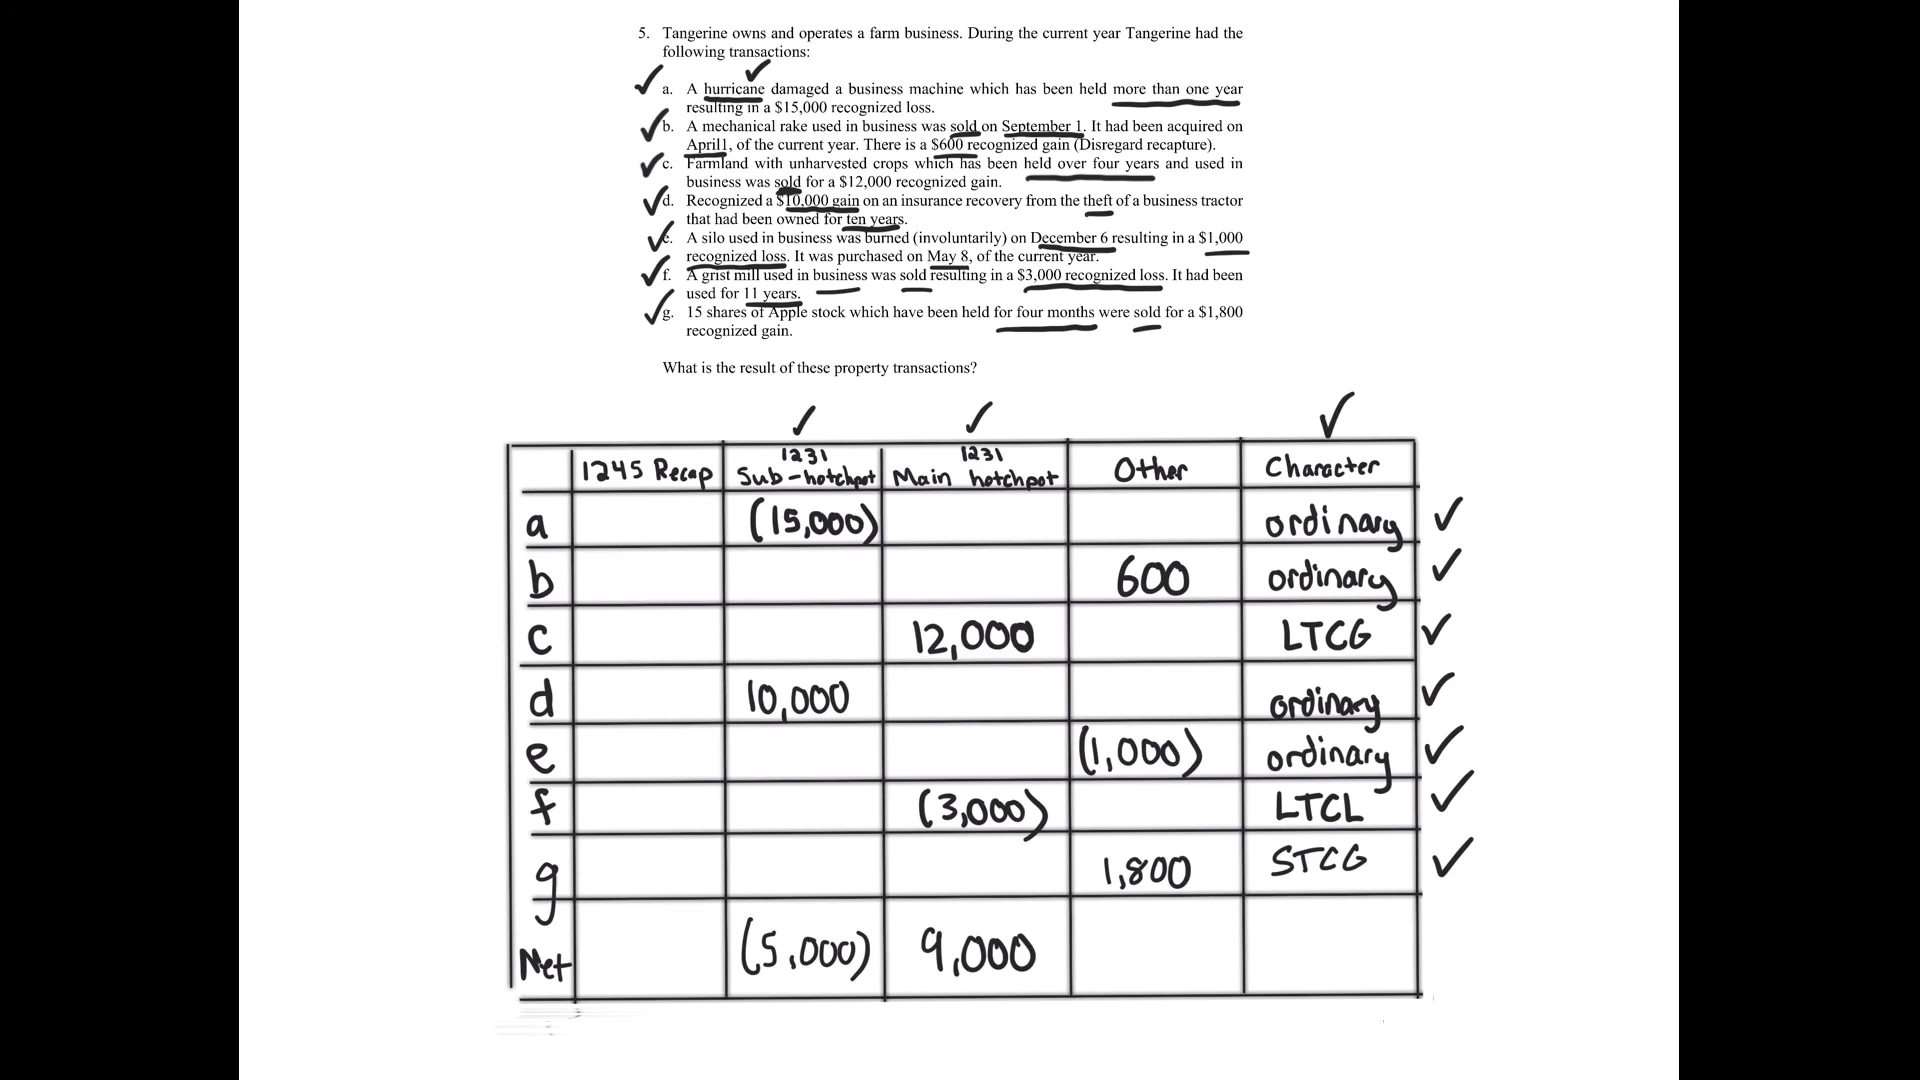 5. Tangerine owns and operates a farm business. During the current year Tangerine had the
following transactions:
a. A hurricane damaged a business machine which has been held more than one year
resulting in a $15,000 recognized loss.
b. A mechanical rake used in business was sold on September 1. It had been acquired on
April1, of the current year. There is a $600 recognized gain (Disregard recapture).
c. Farmland with unharvested crops which has been held over four years and used in
business was sold for a $12,000 recognized gain.
d. Recognized a $10,000 gain on an insurance recovery from the theft of a business tractor
that had been owned for ten years.
e. A silo used in business was burned (involuntarily) on December 6 resulting in a $1,000
recognized loss. It was purchased on May 8, of the current year.
f. A grist mill used in business was sold resulting in a $3,000 recognized loss. It had been
used for 11 years.
g. 15 shares of Apple stock which have been held for four months were sold for a $1,800
recognized gain.
What is the result of these property transactions?
1245 Recap 1231 Sub-hotchpot 1231 Main hotchpot Other Character
a (15,000) ordinary
b 600 ordinary
c 12,000 LTCG
d 10,000 ordinary
e (1,000) ordinary
f (3,000) LTCL
g 1,800 STCG
Net (5,000) 9,000